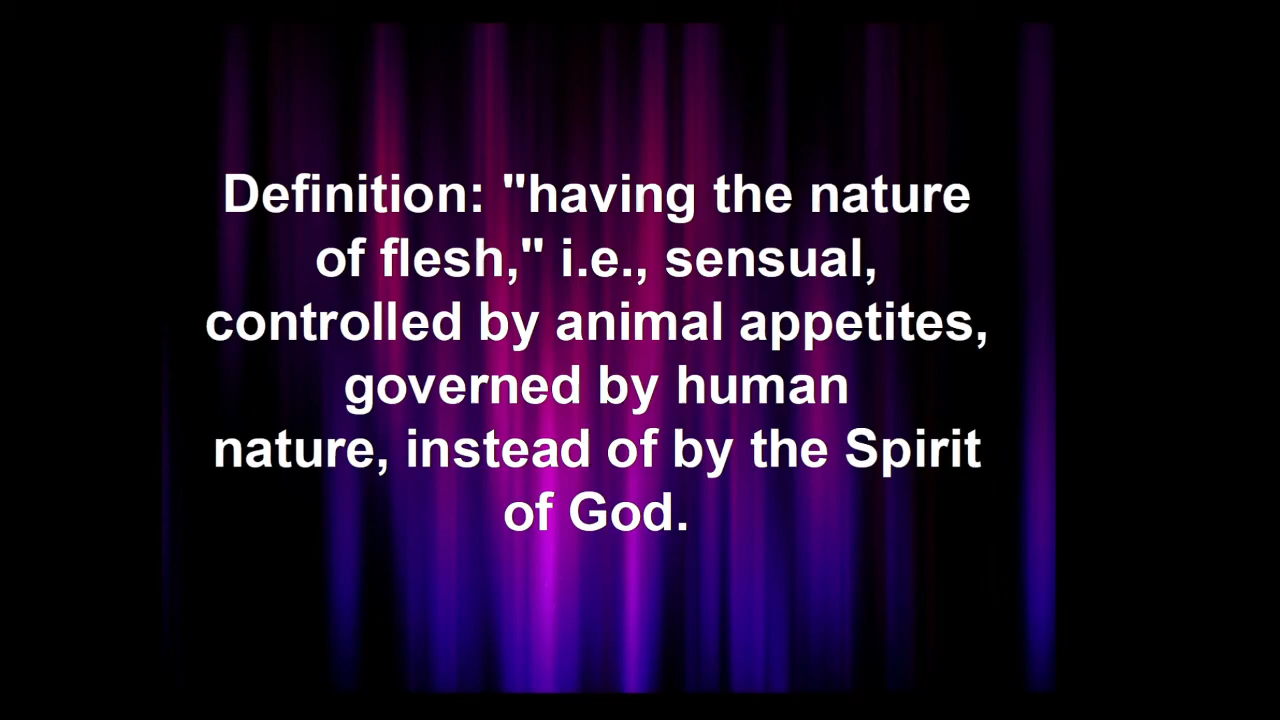 Definition: "having the nature
of flesh," i.e., sensual,
controlled by animal appetites,
governed by human
nature, instead of by the Spirit
of God.